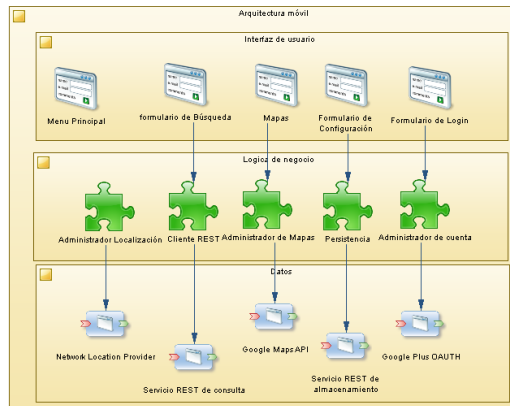 Arquitectura móvil
Interfaz de usuario
Menu Principal
formulario de Búsqueda
Mapas
Formulario de
Configuración
Formulario de Login
Logica de negocio
Administrador Localización
Cliente REST
Administrador de Mapas
Persistencia
Administrador de cuenta
Datos
Network Location Provider
Servicio REST de consulta
Google Maps API
Servicio REST de
almacenamiento
Google Plus OAUTH